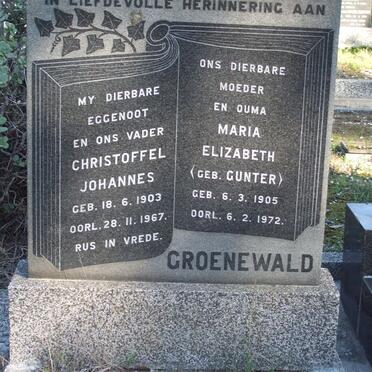 IN LIEFDEVOLLE HERINNERING AAN
MY DIERBARE
EGGENOOT
EN ONS VADER
CHRISTOFFEL
JOHANNES
GEB. 18. 6. 1903
OORL. 28. 11. 1967.
RUS IN VREDE.
ONS DIERBARE
MOEDER
EN OUMA
MARIA
ELIZABETH
(GEB. GUNTER)
GEB. 6. 3. 1905
OORL. 6. 2. 1972.
GROENEWALD